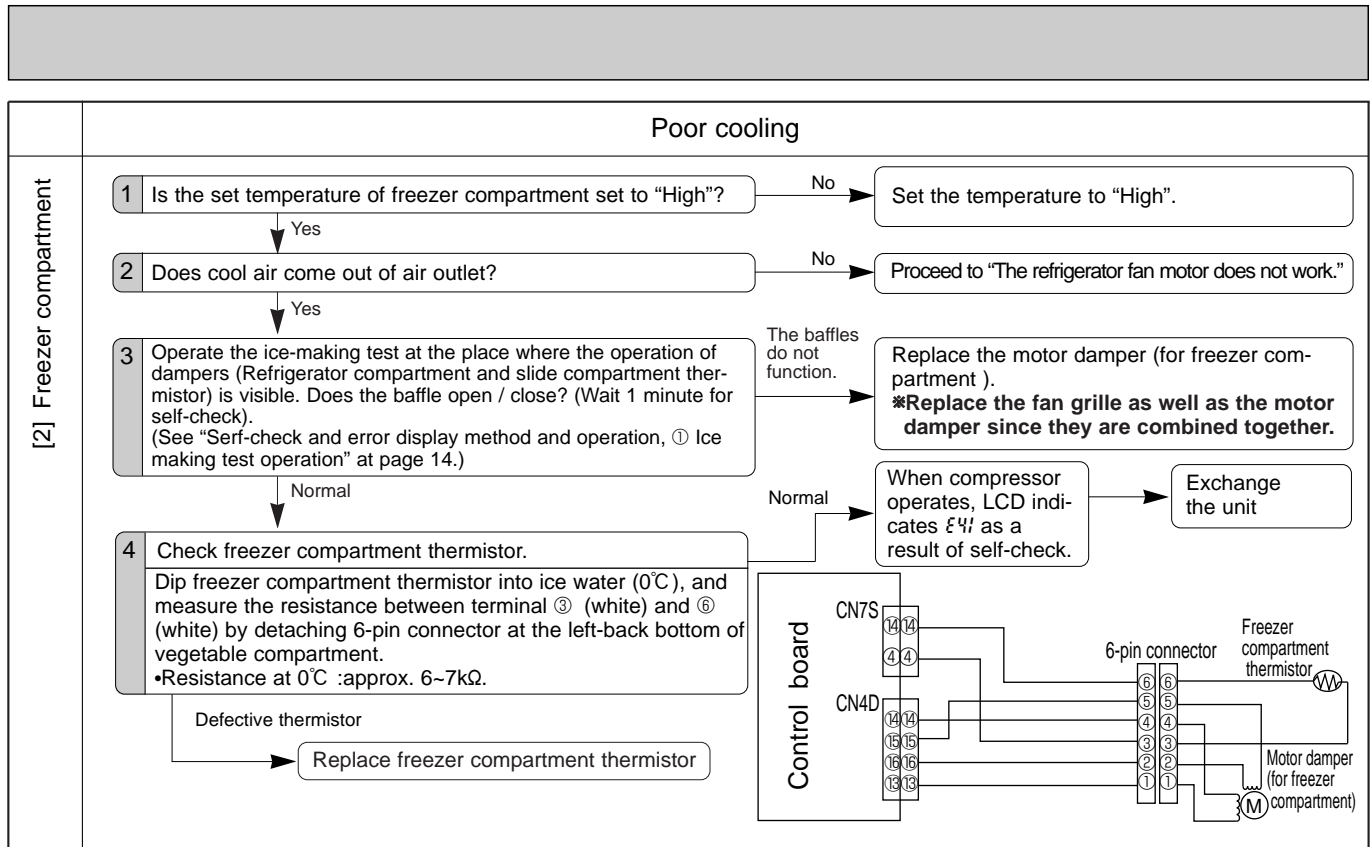 Poor cooling
[2] Freezer compartment
1 Is the set temperature of freezer compartment set to “High”?
No
Set the temperature to “High”.
Yes
2 Does cool air come out of air outlet?
No
Proceed to “The refrigerator fan motor does not work.”
Yes
3 Operate the ice-making test at the place where the operation of
dampers (Refrigerator compartment and slide compartment ther-
mistor) is visible. Does the baffle open / close? (Wait 1 minute for
self-check).
(See “Serf-check and error display method and operation, ① Ice
making test operation” at page 14.)
The baffles
do not
function.
Replace the motor damper (for freezer com-
partment ).
※Replace the fan grille as well as the motor
damper since they are combined together.
Normal
4 Check freezer compartment thermistor.
Dip freezer compartment thermistor into ice water (0℃), and
measure the resistance between terminal ③ (white) and ⑥
(white) by detaching 6-pin connector at the left-back bottom of
vegetable compartment.
•Resistance at 0℃ :approx. 6~7kΩ.
Normal
When compressor
operates, LCD indi-
cates E41 as a
result of self-check.
Exchange
the unit
Defective thermistor
Replace freezer compartment thermistor
Control board
CN7S
⑭⑭
④④
CN4D
⑭⑭
⑮⑮
⑯⑯
⑬⑬
6-pin connector
⑥⑥
⑤⑤
④④
③③
②②
①①
Freezer
compartment
thermistor
Motor damper
(for freezer
compartment)
M